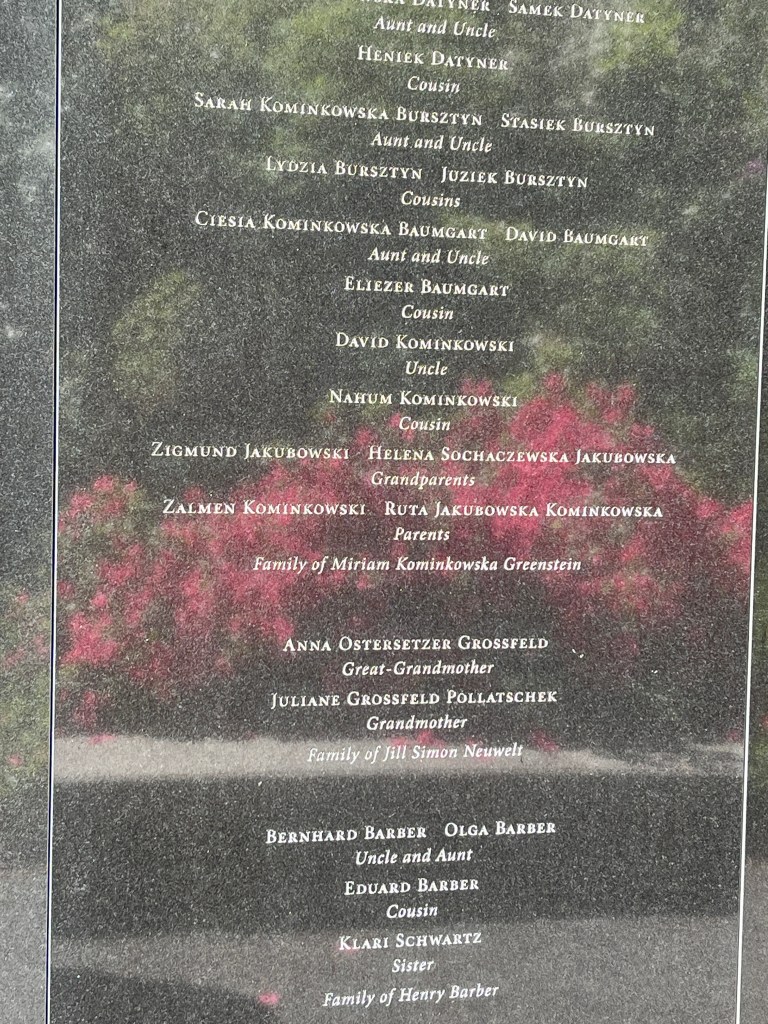 DATYNER SAMEK DATYNER
Aunt and Uncle
HENIEK DATYNER
Cousin
SARAH KOMINKOWSKA BURSZTYN STASIEK BURSZTYN
Aunt and Uncle
LYDZIA BURSZTYN JUZIEK BURSZTYN
Cousins
CIESIA KOMINKOWSKA BAUMGART DAVID BAUMGART
Aunt and Uncle
ELIEZER BAUMGART
Cousin
DAVID KOMINKOWSKI
Uncle
NAHUM KOMINKOWSKI
Cousin
ZIGMUND JAKUBOWSKI HELENA SOCHACZEWSKA JAKUBOWSKA
Grandparents
ZALMEN KOMINKOWSKI RUTA JAKUBOWSKA KOMINKOWSKA
Parents
Family of Miriam Kominkowska Greenstein
ANNA OSTERSETZER GROSSFELD
Great-Grandmother
JULIANE GROSSFELD POLLATSCHEK
Grandmother
Family of Jill Simon Neuwelt
BERNHARD BARBER OLGA BARBER
Uncle and Aunt
EDUARD BARBER
Cousin
KLARI SCHWARTZ
Sister
Family of Henry Barber